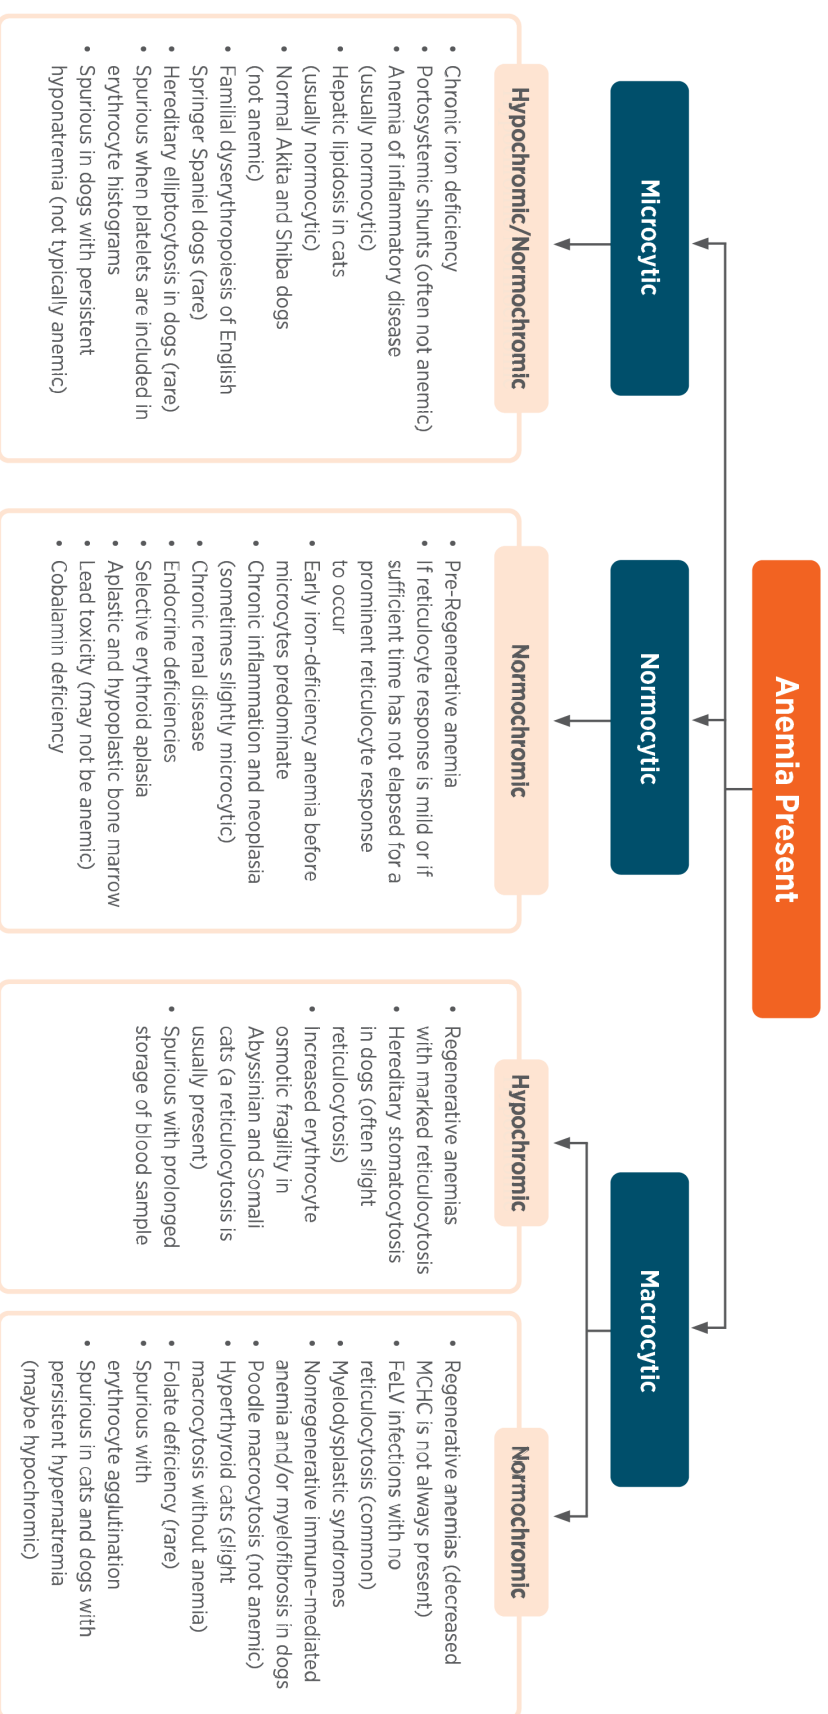 Anemia Present
Microcytic
Hypochromic/Normochromic
• Chronic iron deficiency
• Portosystemic shunts (often not anemic)
• Anemia of inflammatory disease
(usually normocytic)
• Hepatic lipidosis in cats
(usually normocytic)
• Normal Akita and Shiba dogs
(not anemic)
• Familial dyserythropoiesis of English
Springer Spaniel dogs (rare)
• Hereditary elliptocytosis in dogs (rare)
• Spurious when platelets are included in
erythrocyte histograms
• Spurious in dogs with persistent
hyponatremia (not typically anemic)
Normocytic
Normochromic
• Pre-Regenerative anemia
• If reticulocyte response is mild or if
sufficient time has not elapsed for a
prominent reticulocyte response
to occur
• Early iron-deficiency anemia before
microcytes predominate
• Chronic inflammation and neoplasia
(sometimes slightly microcytic)
• Chronic renal disease
• Endocrine deficiencies
• Selective erythroid aplasia
• Aplastic and hypoplastic bone marrow
• Lead toxicity (may not be anemic)
• Cobalamin deficiency
Macrocytic
Hypochromic
• Regenerative anemias
with marked reticulocytosis
• Hereditary stomatocytosis
in dogs (often slight
reticulocytosis)
• Increased erythrocyte
osmotic fragility in
Abyssinian and Somali
cats (a reticulocytosis is
usually present)
• Spurious with prolonged
storage of blood sample
Normochromic
• Regenerative anemias (decreased
MCHC is not always present)
• FeLV infections with no
reticulocytosis (common)
• Myelodysplastic syndromes
• Nonregenerative immune-mediated
anemia and/or myelofibrosis in dogs
• Poodle macrocytosis (not anemic)
• Hyperthyroid cats (slight
macrocytosis without anemia)
• Folate deficiency (rare)
• Spurious with
erythrocyte agglutination
• Spurious in cats and dogs with
persistent hypernatremia
(maybe hypochromic)